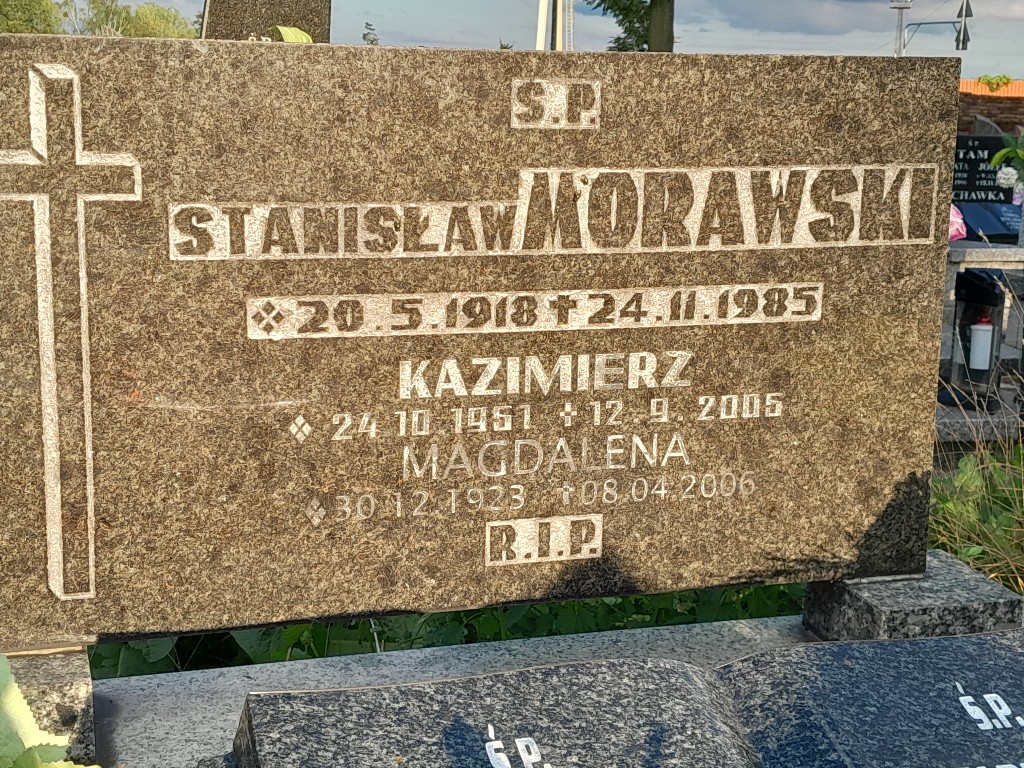 Ś.P.
STANISŁAW MORAWSKI
20.5.1918 ✝ 24.11.1985
KAZIMIERZ
24.10.1951 ✝ 12.9.2005
MAGDALENA
30.12.1923 ✝ 08.04.2006
R.I.P.
Ś.P.
Ś.P.